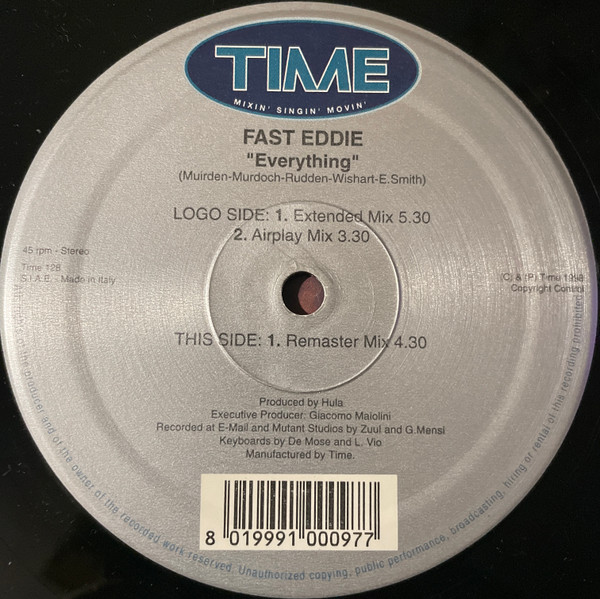 TIME
MIXIN' SINGIN' MOVIN'
FAST EDDIE
"Everything"
(Muirden-Murdoch-Rudden-Wishart-E.Smith)
LOGO SIDE: 1. Extended Mix 5.30
2. Airplay Mix 3.30
45 rpm - Stereo
Time 128
S.I.A.E. - Made in Italy
(C) & (P) Time 1998
Copyright Control
THIS SIDE: 1. Remaster Mix 4.30
Produced by Hula
Executive Producer: Giacomo Maiolini
Recorded at E-Mail and Mutant Studios by Zuul and G.Mensi
Keyboards by De Mose and L. Vio
Manufactured by Time.
8 019991 000977
All rights of the producer and of the owner of the recorded work reserved. Unauthorized copying, public performance, broadcasting, hiring or rental of this recording prohibited.